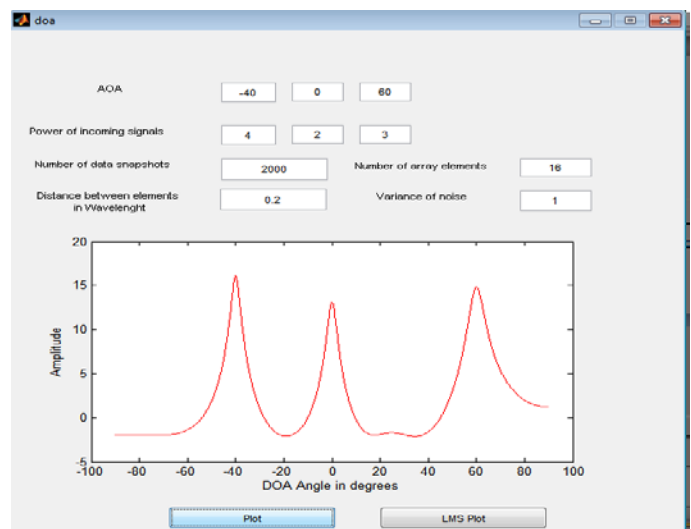 doa
AOA -40 0 60
Power of incoming signals 4 2 3
Number of data snapshots 2000 Number of array elements 16
Distance between elements 0.2 Variance of noise 1
in Wavelenght
20
15
10
5
0
-5
Amplitude
-100 -80 -60 -40 -20 0 20 40 60 80 100
DOA Angle in degrees
Plot LMS Plot